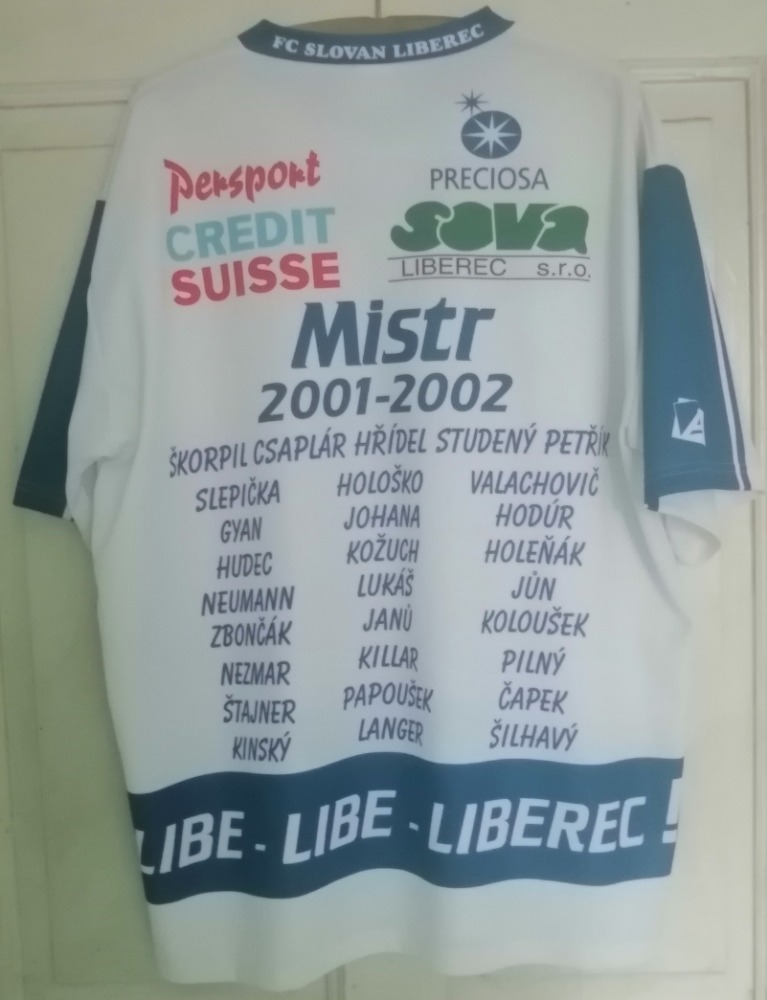 FC SLOVAN LIBEREC
Persport
CREDIT
SUISSE
PRECIOSA
SOVA
LIBEREC s.r.o.
Mistr
2001-2002
ŠKORPIL CSAPLÁR HŘÍDEL STUDENÝ PETŘÍK
SLEPIČKA HOLOŠKO VALACHOVIČ
GYAN JOHANA HODÚR
HUDEC KOŽUCH HOLEŇÁK
NEUMANN LUKÁŠ JŮN
ZBONČÁK JANŮ KOLOUŠEK
NEZMAR KILLAR PILNÝ
ŠTAJNER PAPOUŠEK ČAPEK
KINSKÝ LANGER ŠILHAVÝ
LIBE - LIBE - LIBEREC !